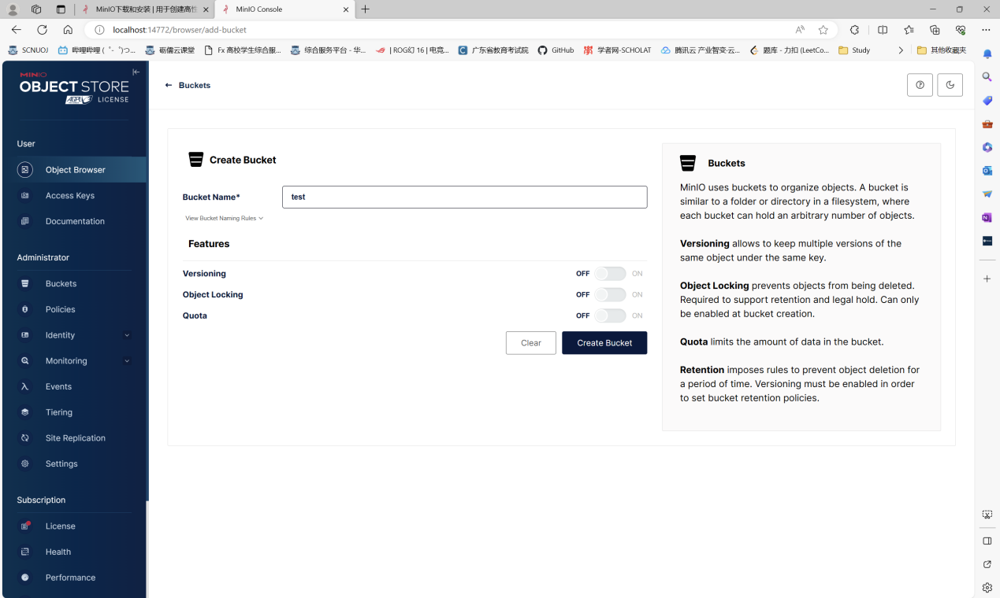 MinIO下载和安装 | 用于创建高性
MinIO Console
localhost:14772/browser/add-bucket
SCNUOJ
哔哩哔哩 (゜-゜)つ...
砺儒云课堂
Fx 高校学生综合服...
综合服务平台 - 华...
| ROG幻 16 | 电竞...
广东省教育考试院
GitHub
学者网-SCHOLAT
腾讯云 产业智变·云...
题库 - 力扣 (LeetCo...
Study
其他收藏夹
MINIO
OBJECT STORE
AGPLV3 LICENSE
User
Object Browser
Access Keys
Documentation
Administrator
Buckets
Policies
Identity
Monitoring
Events
Tiering
Site Replication
Settings
Subscription
License
Health
Performance
Buckets
Create Bucket
Bucket Name*
test
View Bucket Naming Rules
Features
Versioning
OFF
ON
Object Locking
OFF
ON
Quota
OFF
ON
Clear
Create Bucket
Buckets
MinIO uses buckets to organize objects. A bucket is
similar to a folder or directory in a filesystem, where
each bucket can hold an arbitrary number of objects.
Versioning allows to keep multiple versions of the
same object under the same key.
Object Locking prevents objects from being deleted.
Required to support retention and legal hold. Can only
be enabled at bucket creation.
Quota limits the amount of data in the bucket.
Retention imposes rules to prevent object deletion for
a period of time. Versioning must be enabled in order
to set bucket retention policies.